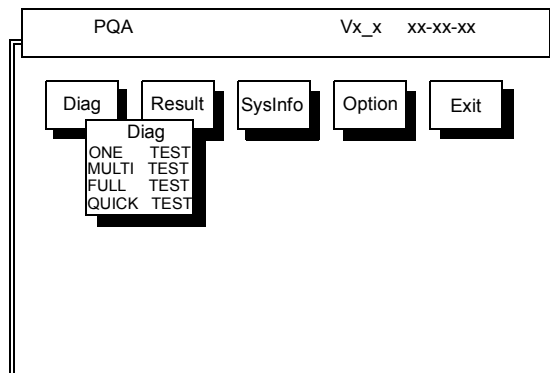 PQA Vx_x xx-xx-xx
Diag Result SysInfo Option Exit
Diag
ONE TEST
MULTI TEST
FULL TEST
QUICK TEST